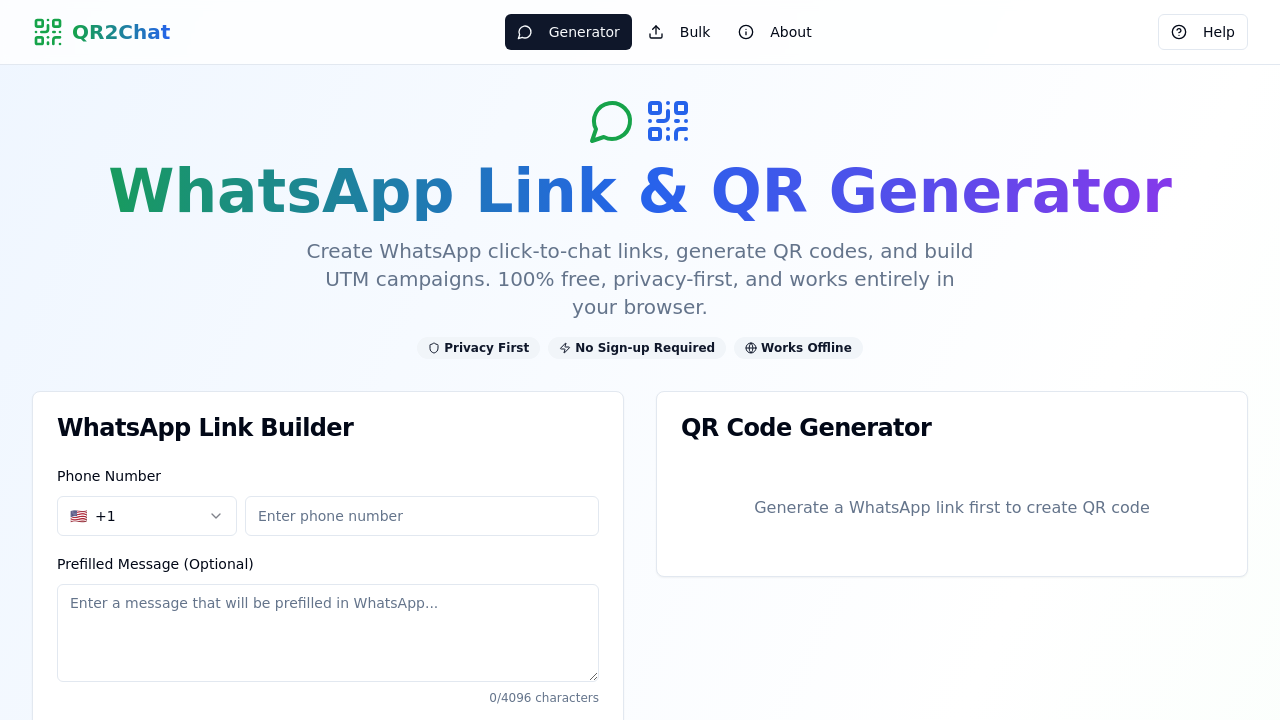 QR2Chat
Generator
Bulk
About
Help
WhatsApp Link & QR Generator
Create WhatsApp click-to-chat links, generate QR codes, and build
UTM campaigns. 100% free, privacy-first, and works entirely in
your browser.
Privacy First
No Sign-up Required
Works Offline
WhatsApp Link Builder
Phone Number
🇺🇸 +1
Enter phone number
Prefilled Message (Optional)
Enter a message that will be prefilled in WhatsApp...
0/4096 characters
QR Code Generator
Generate a WhatsApp link first to create QR code